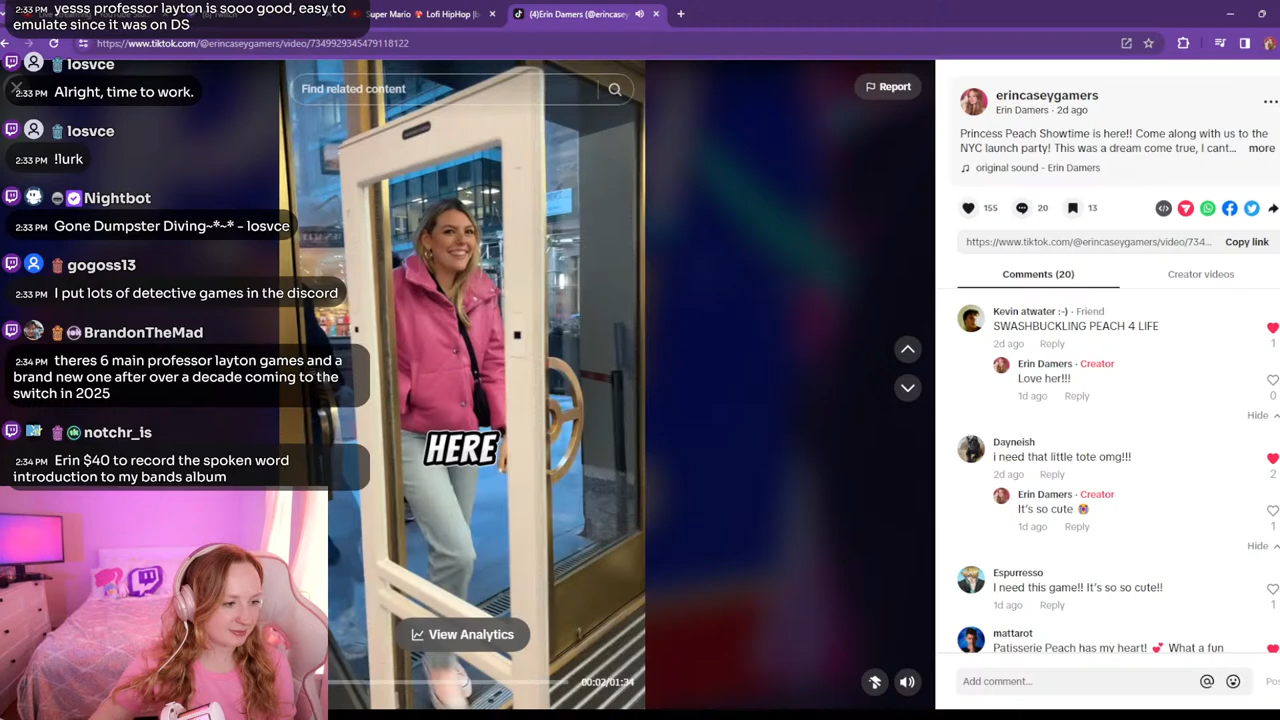 2:33 PM yesss professor layton is sooo good, easy to
emulate since it was on DS
losvce
2:33 PM Alright, time to work.
losvce
2:33 PM !lurk
Nightbot
2:33 PM Gone Dumpster Diving~*~* - losvce
gogoss13
2:33 PM I put lots of detective games in the discord
BrandonTheMad
2:34 PM theres 6 main professor layton games and a
brand new one after over a decade coming to the
switch in 2025
notchr_is
2:34 PM Erin $40 to record the spoken word
introduction to my bands album
Super Mario Lofi HipHop |
(4)Erin Damers (@erincasey
https://www.tiktok.com/@erincaseygamers/video/7349929345479118122
Find related content
Report
HERE
View Analytics
00:02/01:34
erincaseygamers
Erin Damers · 2d ago
Princess Peach Showtime is here!! Come along with us to the
NYC launch party! This was a dream come true, I cant... more
original sound - Erin Damers
155
20
13
https://www.tiktok.com/@erincaseygamers/video/734...
Copy link
Comments (20)
Creator videos
Kevin atwater :-) · Friend
SWASHBUCKLING PEACH 4 LIFE
2d ago Reply
1
Erin Damers · Creator
Love her!!!
1d ago Reply
0
Hide
Dayneish
i need that little tote omg!!!
2d ago Reply
2
Erin Damers · Creator
It's so cute
1d ago Reply
1
Hide
Espurresso
I need this game!! It's so so cute!!
1d ago Reply
1
mattarot
Patisserie Peach has my heart! 💕 What a fun
Add comment...
Pos